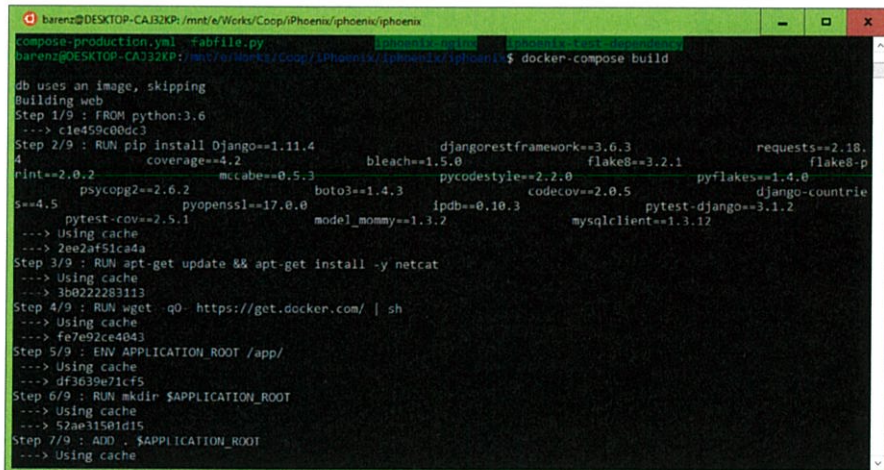 barenz@DESKTOP-CAJ32KP: /mnt/e/Works/Coop/iPhoenix/iphoenix/iphoenix
compose-production.yml fabfile.py iphoenix-nginx iphoenix-test-dependency
barenz@DESKTOP-CAJ32KP:/mnt/e/Works/Coop/iPhoenix/iphoenix/iphoenix$ docker-compose build
db uses an image, skipping
Building web
Step 1/9 : FROM python:3.6
---> c1e459c00dc3
Step 2/9 : RUN pip install Django==1.11.4 djangorestframework==3.6.3 requests==2.18.
4 coverage==4.2 bleach==1.5.0 flake8==3.2.1 flake8-p
rint==2.0.2 mccabe==0.5.3 pycodestyle==2.2.0 pyflakes==1.4.0
psycopg2==2.6.2 boto3==1.4.3 codecov==2.0.5 django-countrie
s==4.5 pyopenssl==17.0.0 ipdb==0.10.3 pytest-django==3.1.2
pytest-cov==2.5.1 model_mommy==1.3.2 mysqlclient==1.3.12
---> Using cache
---> 2ee2af51ca4a
Step 3/9 : RUN apt-get update && apt-get install -y netcat
---> Using cache
---> 3b0222283113
Step 4/9 : RUN wget -qO- https://get.docker.com/ | sh
---> Using cache
---> fe7e92ce4043
Step 5/9 : ENV APPLICATION_ROOT /app/
---> Using cache
---> df3639e71cf5
Step 6/9 : RUN mkdir $APPLICATION_ROOT
---> Using cache
---> 52ae31501d15
Step 7/9 : ADD . $APPLICATION_ROOT
---> Using cache